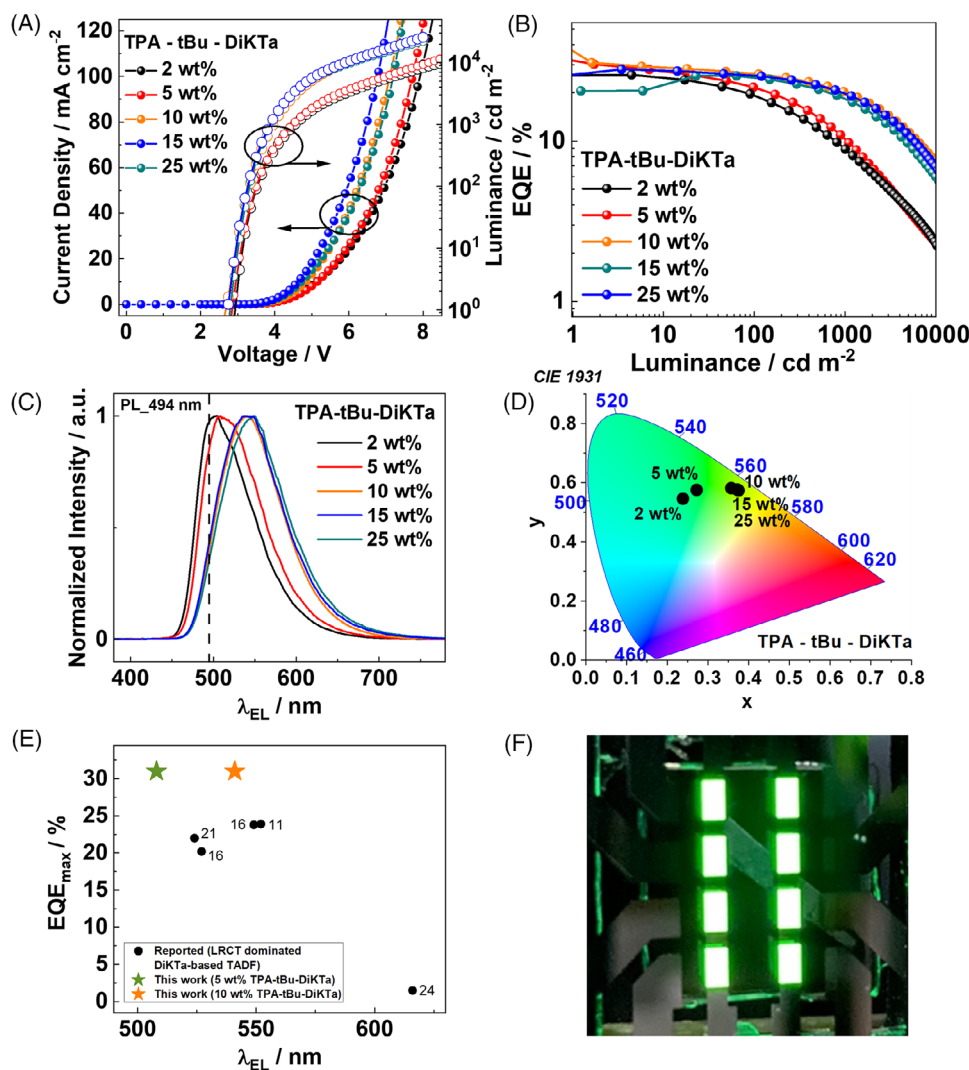 (A)
TPA - tBu - DiKTa
2 wt%
5 wt%
10 wt%
15 wt%
25 wt%
Current Density / mA cm-2
120
100
80
60
40
20
0
0
2
4
6
8
Voltage / V
10^4
10^3
10^2
10^1
10^0
Luminance / cd m-2
(B)
TPA-tBu-DiKTa
2 wt%
5 wt%
10 wt%
15 wt%
25 wt%
EQE / %
10
1
1
10
100
1000
10000
Luminance / cd m-2
(C)
PL_494 nm
TPA-tBu-DiKTa
2 wt%
5 wt%
10 wt%
15 wt%
25 wt%
Normalized Intensity / a.u.
1
0
400
500
600
700
λEL / nm
(D)
CIE 1931
520
540
560
580
600
620
500
480
460
5 wt%
2 wt%
10 wt%
15 wt%
25 wt%
TPA - tBu - DiKTa
y
0.8
0.6
0.4
0.2
0.0
0.0
0.1
0.2
0.3
0.4
0.5
0.6
0.7
0.8
x
(E)
EQEmax / %
30
25
20
15
10
5
0
21
16
16
11
24
Reported (LRCT dominated
DiKTa-based TADF)
This work (5 wt% TPA-tBu-DiKTa)
This work (10 wt% TPA-tBu-DiKTa)
500
550
600
λEL / nm
(F)